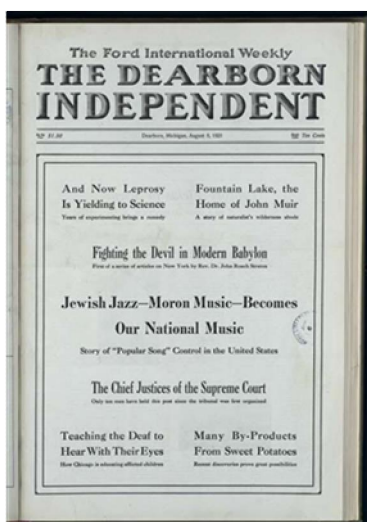 The Ford International Weekly
THE DEARBORN
INDEPENDENT
$1.50
Dearborn, Michigan, August 6, 1921
Ten Cents
And Now Leprosy
Is Yielding to Science
Years of experimenting brings a remedy
Fountain Lake, the
Home of John Muir
A story of naturalist's wilderness abode
Fighting the Devil in Modern Babylon
First of a series of articles on New York by Rev. Dr. John Roach Straton
Jewish Jazz—Moron Music—Becomes
Our National Music
Story of "Popular Song" Control in the United States
The Chief Justices of the Supreme Court
Only ten men have held this post since the tribunal was first organized
Teaching the Deaf to
Hear With Their Eyes
How Chicago is educating afflicted children
Many By-Products
From Sweet Potatoes
Recent discoveries prove great possibilities